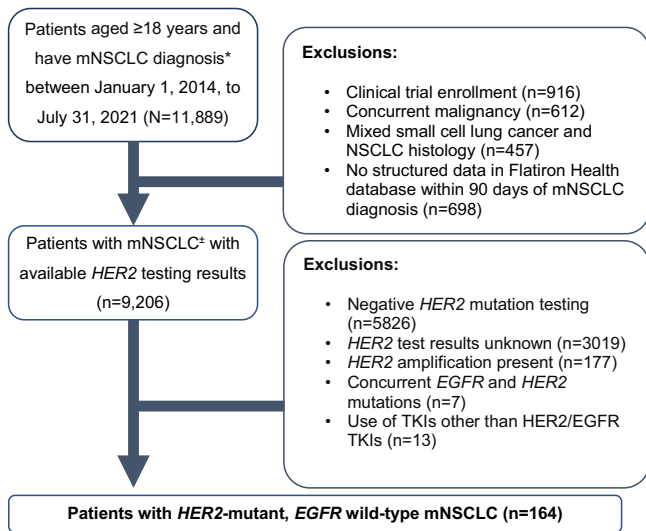 Patients aged ≥18 years and
have mNSCLC diagnosis*
between January 1, 2014, to
July 31, 2021 (N=11,889)
Exclusions:
• Clinical trial enrollment (n=916)
• Concurrent malignancy (n=612)
• Mixed small cell lung cancer and
NSCLC histology (n=457)
• No structured data in Flatiron Health
database within 90 days of mNSCLC
diagnosis (n=698)
Patients with mNSCLC± with
available HER2 testing results
(n=9,206)
Exclusions:
• Negative HER2 mutation testing
(n=5826)
• HER2 test results unknown (n=3019)
• HER2 amplification present (n=177)
• Concurrent EGFR and HER2
mutations (n=7)
• Use of TKIs other than HER2/EGFR
TKIs (n=13)
Patients with HER2-mutant, EGFR wild-type mNSCLC (n=164)